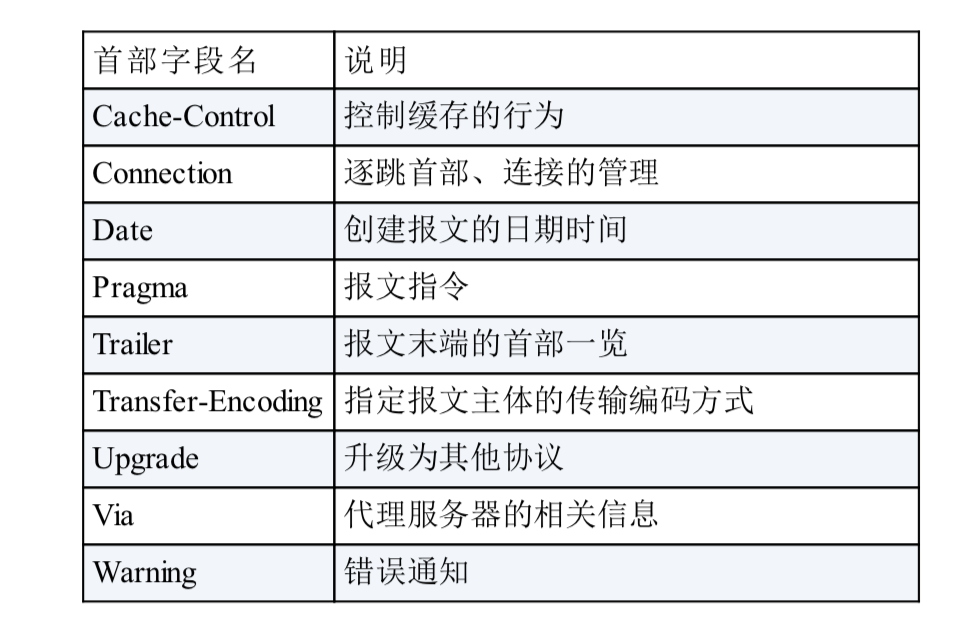 首部字段名 说明
Cache-Control 控制缓存的行为
Connection 逐跳首部、连接的管理
Date 创建报文的日期时间
Pragma 报文指令
Trailer 报文末端的首部一览
Transfer-Encoding 指定报文主体的传输编码方式
Upgrade 升级为其他协议
Via 代理服务器的相关信息
Warning 错误通知